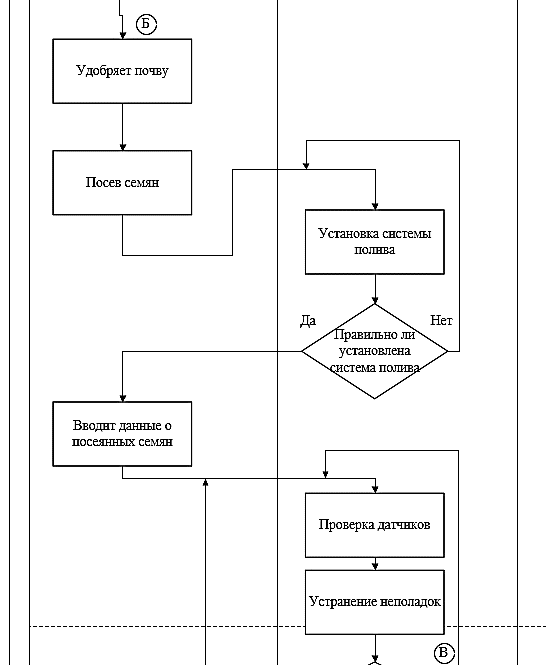 Б
Удобряет почву
Посев семян
Установка системы
полива
Да
Нет
Правильно ли
установлена
система полива
Вводит данные о
посеянных семян
Проверка датчиков
Устранение неполадок
В